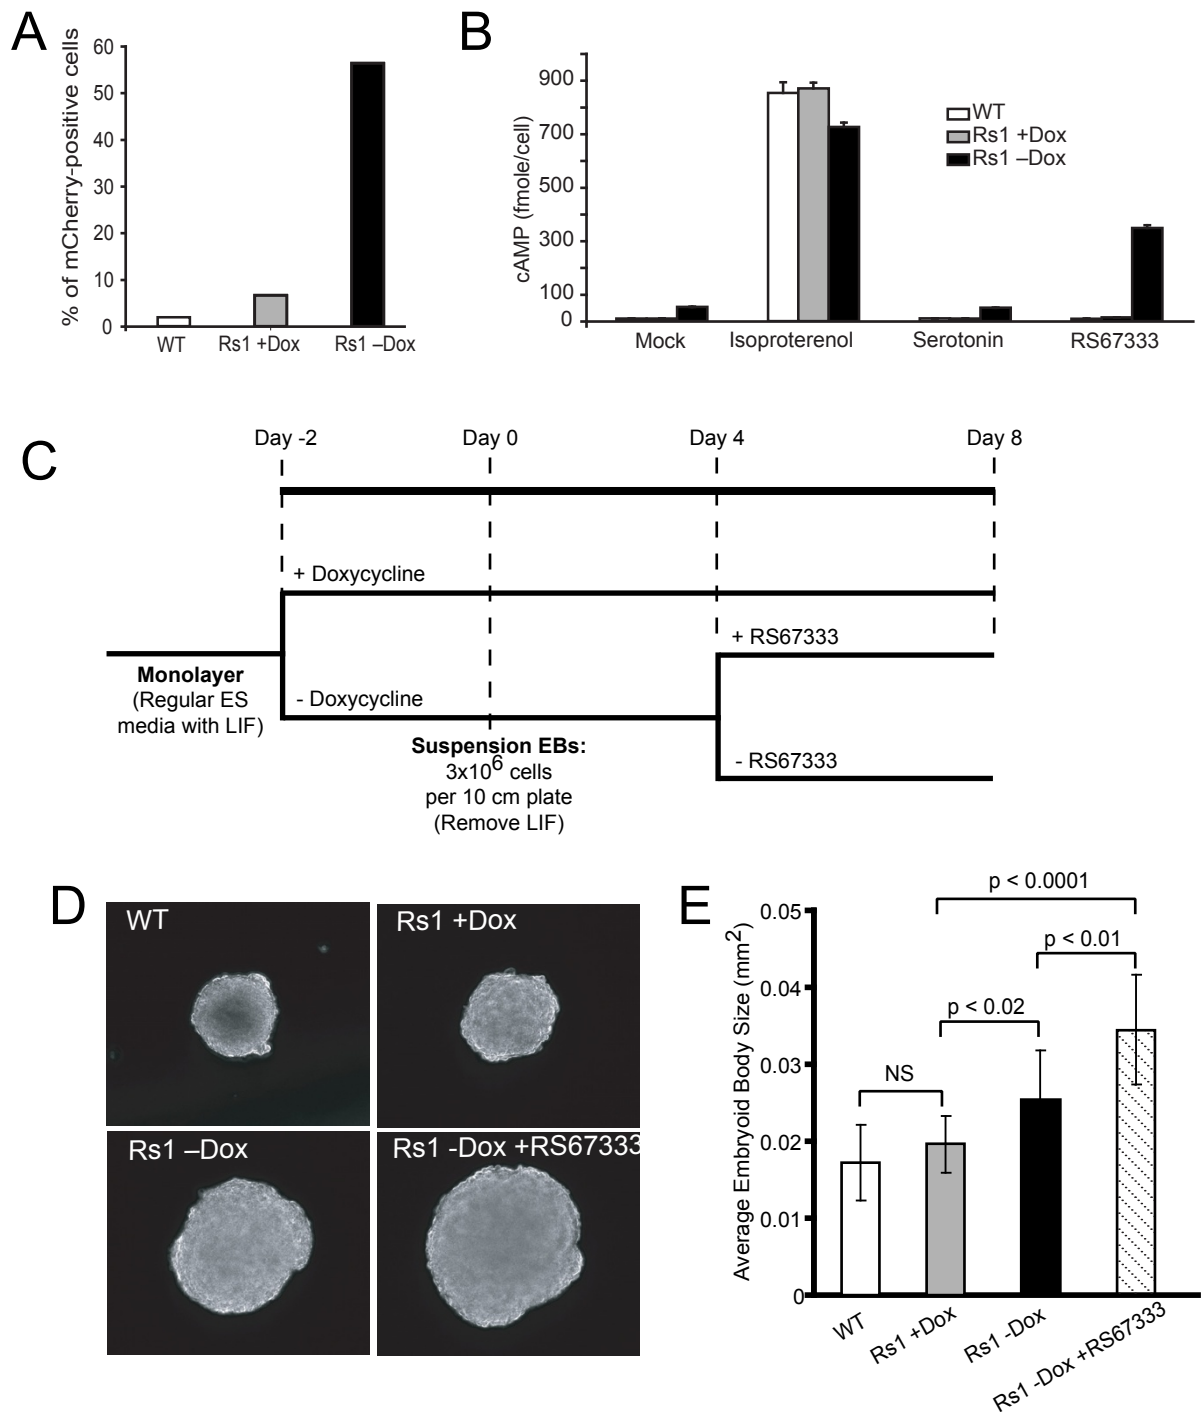 A
% of mCherry-positive cells
60
50
40
30
20
10
0
WT
Rs1 +Dox
Rs1 –Dox
B
cAMP (fmole/cell)
900
700
500
300
100
0
WT
Rs1 +Dox
Rs1 –Dox
Mock
Isoproterenol
Serotonin
RS67333
C
Day -2
Day 0
Day 4
Day 8
+ Doxycycline
+ RS67333
Monolayer
(Regular ES
media with LIF)
- Doxycycline
Suspension EBs:
3x10^6 cells
per 10 cm plate
(Remove LIF)
- RS67333
D
WT
Rs1 +Dox
Rs1 –Dox
Rs1 -Dox +RS67333
E
Average Embryoid Body Size (mm²)
0.05
0.04
0.03
0.02
0.01
0
p < 0.0001
p < 0.01
p < 0.02
NS
WT
Rs1 +Dox
Rs1 -Dox
Rs1 -Dox +RS67333